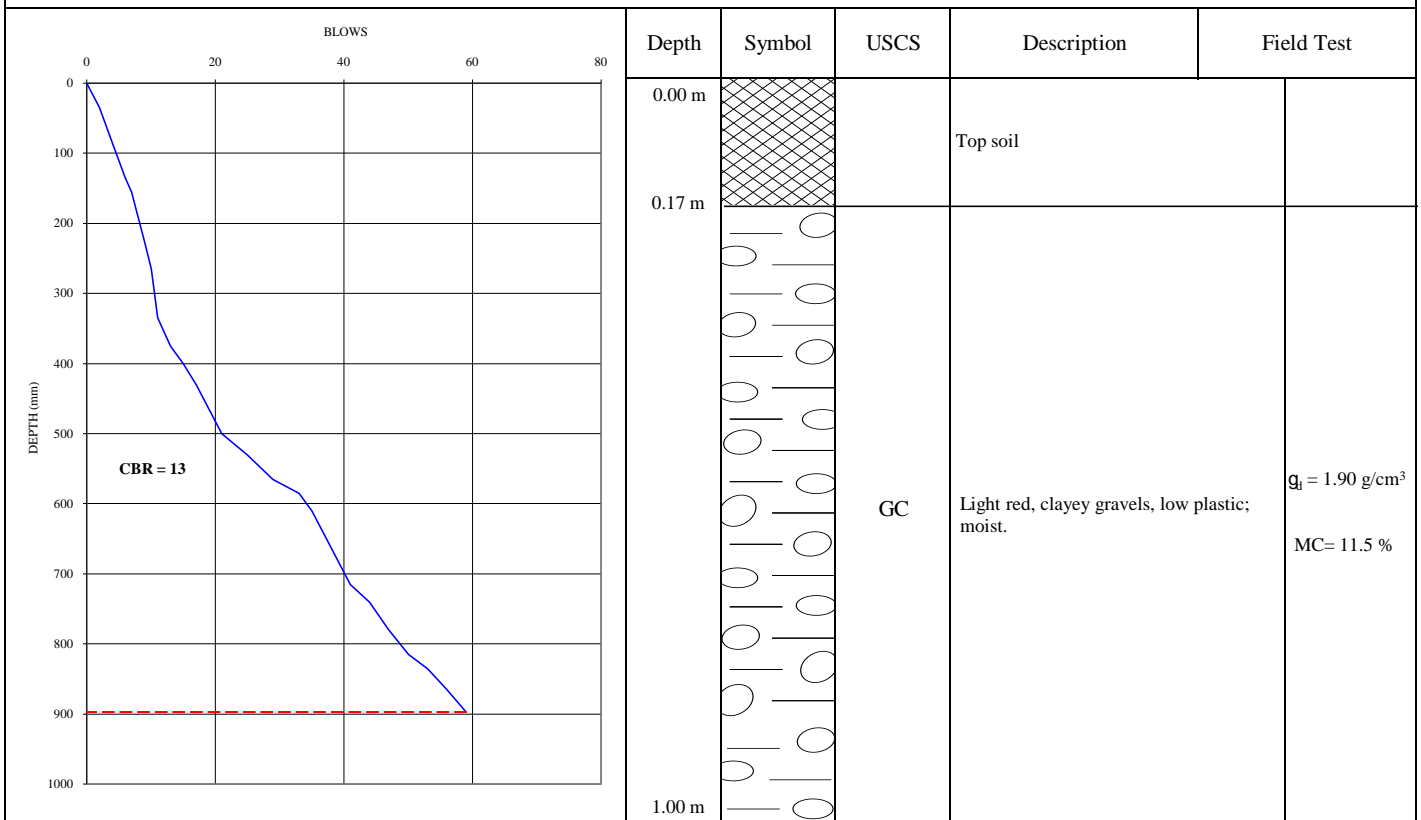 BLOWS
0 20 40 60 80
0
100
200
300
400
500
600
700
800
900
1000
DEPTH (mm)
CBR = 13
Depth Symbol USCS Description Field Test
0.00 m
Top soil
0.17 m
GC
Light red, clayey gravels, low plastic;
moist.
gd = 1.90 g/cm³
MC= 11.5 %
1.00 m